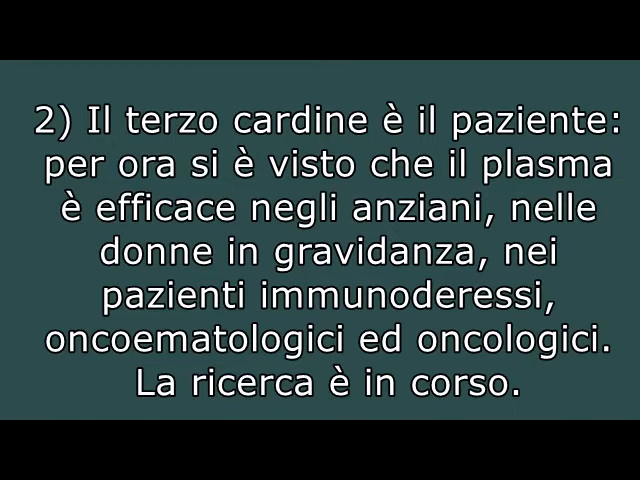 2) Il terzo cardine è il paziente:
per ora si è visto che il plasma
è efficace negli anziani, nelle
donne in gravidanza, nei
pazienti immunoderessi,
oncoematologici ed oncologici.
La ricerca è in corso.